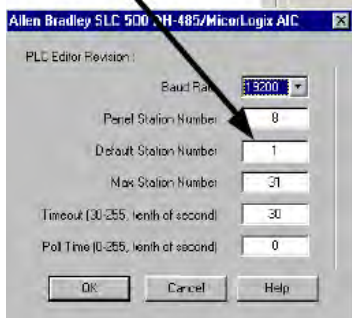 Allen Bradley SLC 500 DH-485/MicorLogix AIC
PLC Editor Revision :
Baud Rate 19200
Panel Station Number 8
Default Station Number 1
Max Station Number 31
Timeout (30-255, tenth of second) 30
Poll Time (0-255, tenth of second) 0
OK Cancel Help